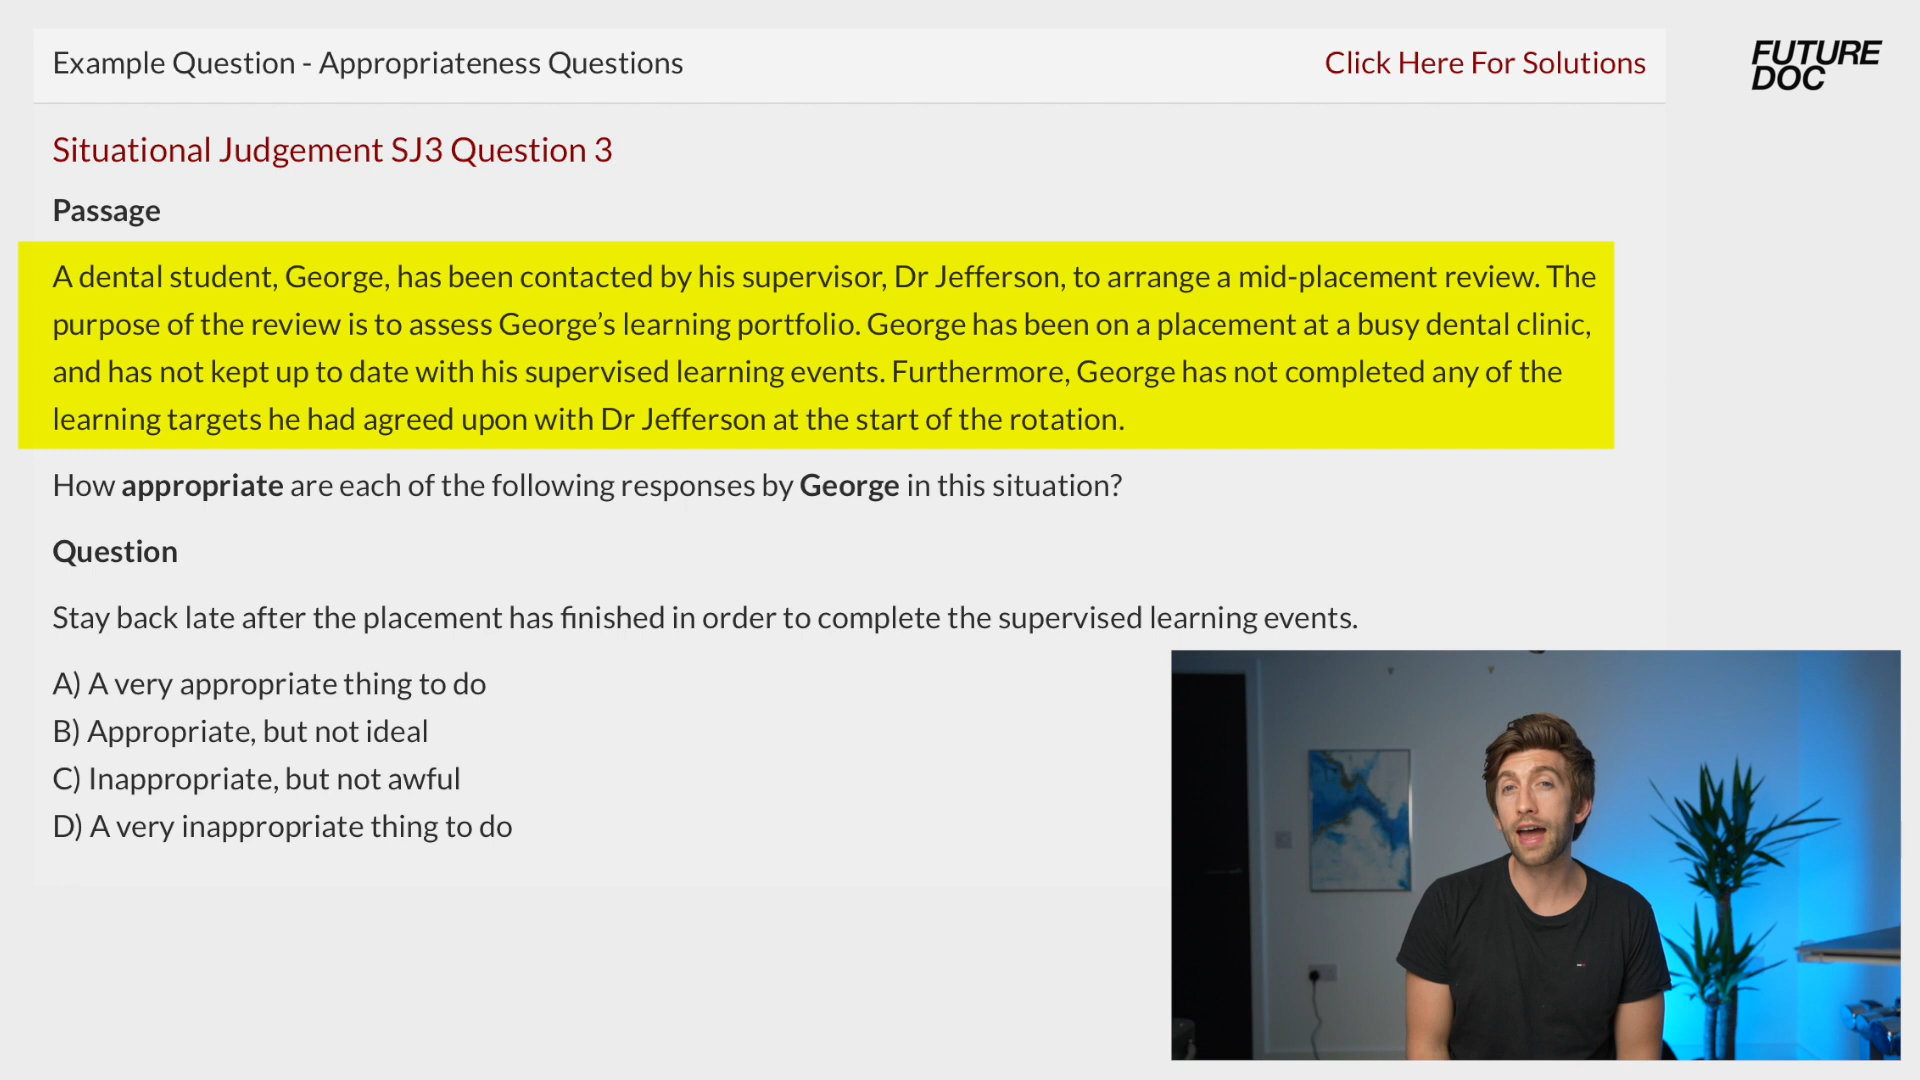 Example Question - Appropriateness Questions
Click Here For Solutions
FUTURE
DOC
Situational Judgement SJ3 Question 3
Passage
A dental student, George, has been contacted by his supervisor, Dr Jefferson, to arrange a mid-placement review. The
purpose of the review is to assess George’s learning portfolio. George has been on a placement at a busy dental clinic,
and has not kept up to date with his supervised learning events. Furthermore, George has not completed any of the
learning targets he had agreed upon with Dr Jefferson at the start of the rotation.
How appropriate are each of the following responses by George in this situation?
Question
Stay back late after the placement has finished in order to complete the supervised learning events.
A) A very appropriate thing to do
B) Appropriate, but not ideal
C) Inappropriate, but not awful
D) A very inappropriate thing to do